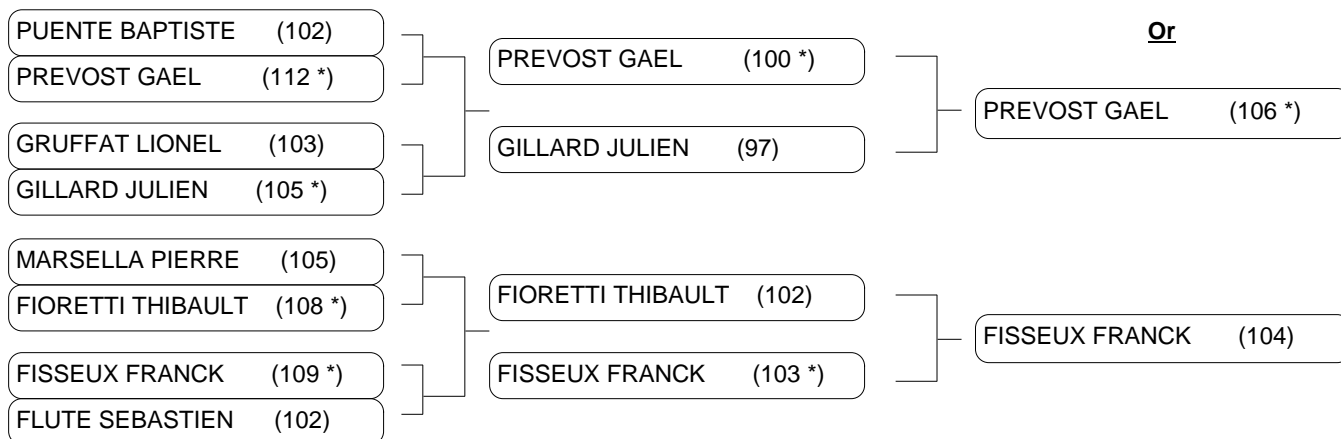 PUENTE BAPTISTE (102)
PREVOST GAEL (112 *)
GRUFFAT LIONEL (103)
GILLARD JULIEN (105 *)
MARSELLA PIERRE (105)
FIORETTI THIBAULT (108 *)
FISSEUX FRANCK (109 *)
FLUTE SEBASTIEN (102)
PREVOST GAEL (100 *)
GILLARD JULIEN (97)
FIORETTI THIBAULT (102)
FISSEUX FRANCK (103 *)
Or
PREVOST GAEL (106 *)
FISSEUX FRANCK (104)